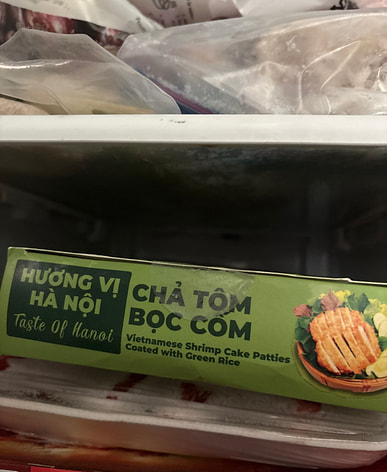 HƯƠNG VỊ
HÀ NỘI
Taste Of Hanoi
CHẢ TÔM
BỌC CỐM
Vietnamese Shrimp Cake Patties
Coated with Green Rice